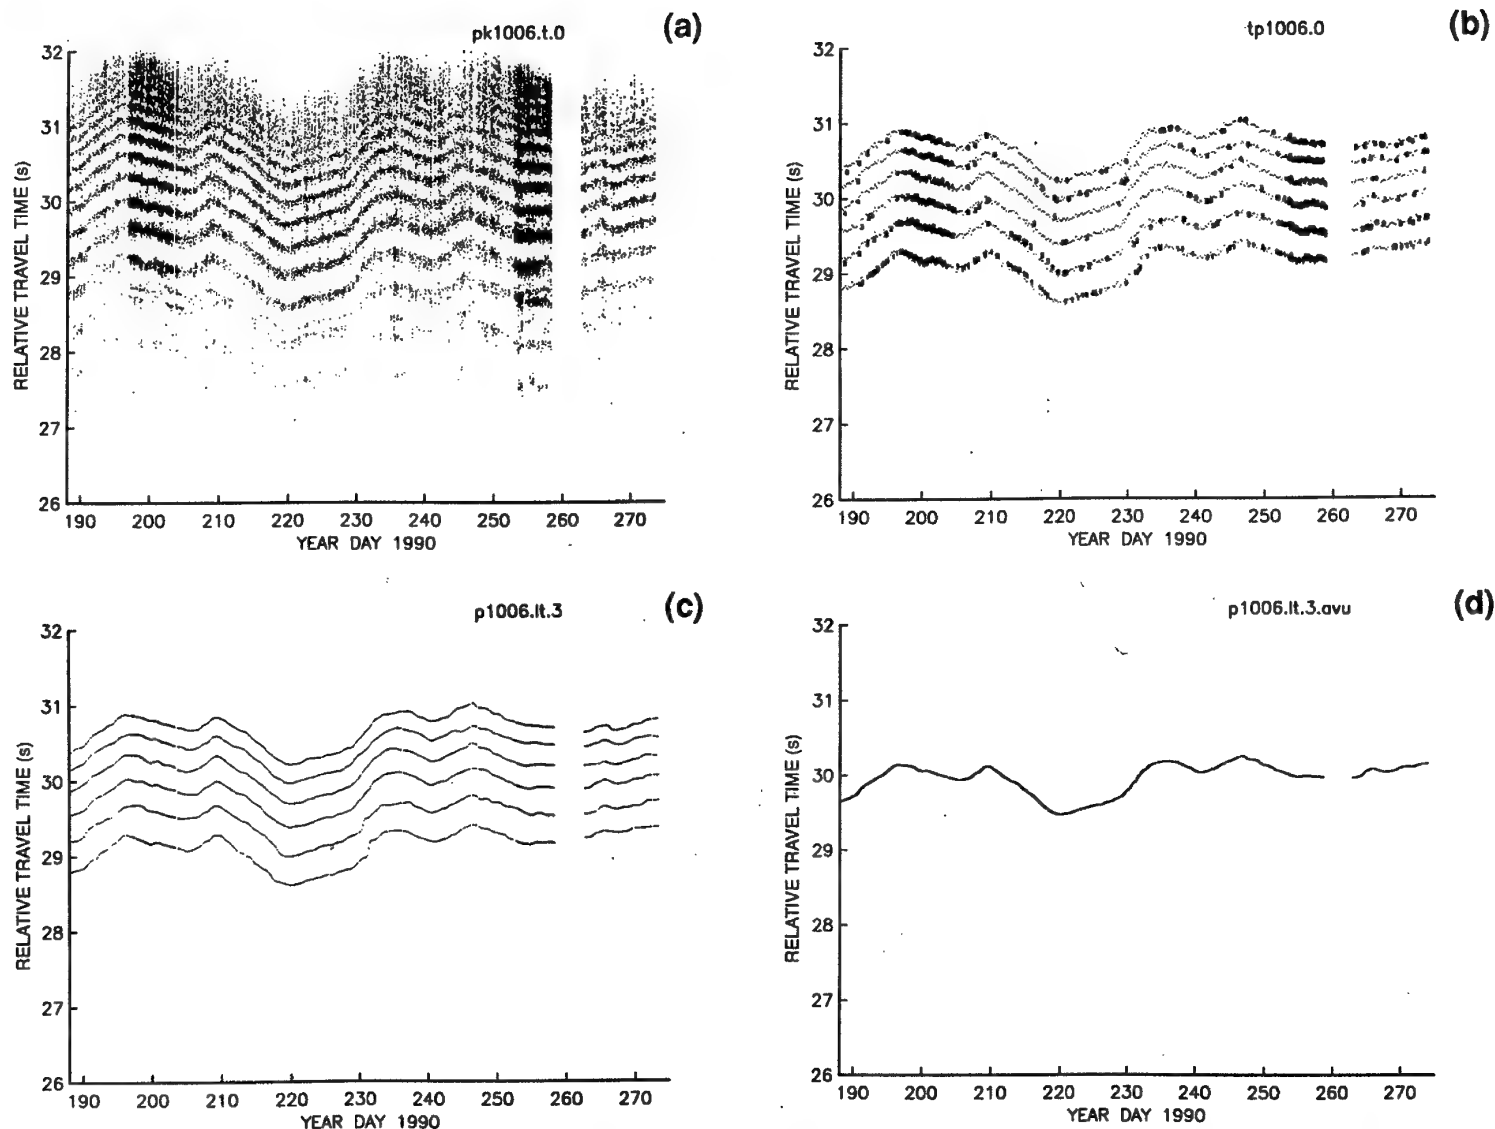 pk1006.t.0
(a)
32
31
30
29
28
27
26
RELATIVE TRAVEL TIME (s)
190 200 210 220 230 240 250 260 270
YEAR DAY 1990
tp1006.0
(b)
32
31
30
29
28
27
26
RELATIVE TRAVEL TIME (s)
190 200 210 220 230 240 250 260 270
YEAR DAY 1990
p1006.lt.3
(c)
32
31
30
29
28
27
26
RELATIVE TRAVEL TIME (s)
190 200 210 220 230 240 250 260 270
YEAR DAY 1990
p1006.lt.3.avu
(d)
32
31
30
29
28
27
26
RELATIVE TRAVEL TIME (s)
190 200 210 220 230 240 250 260 270
YEAR DAY 1990